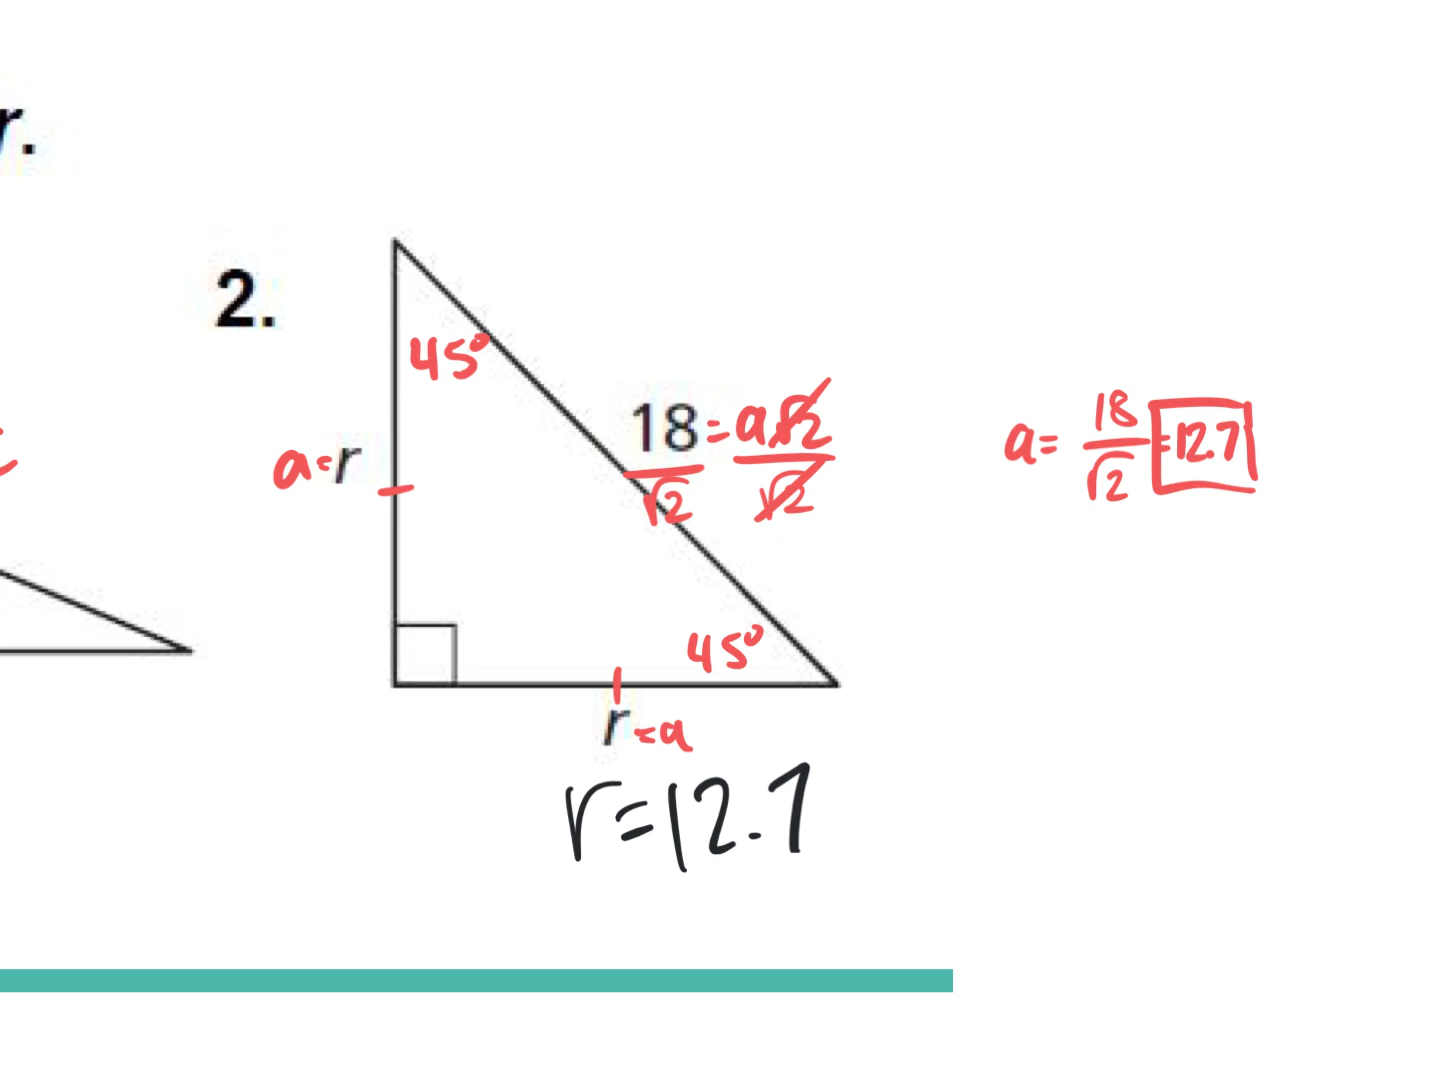 r.
2.
45°
18 = a√2
√2 √2
a = 18/√2 = 12.7
a = r
45°
r = a
r = 12.7